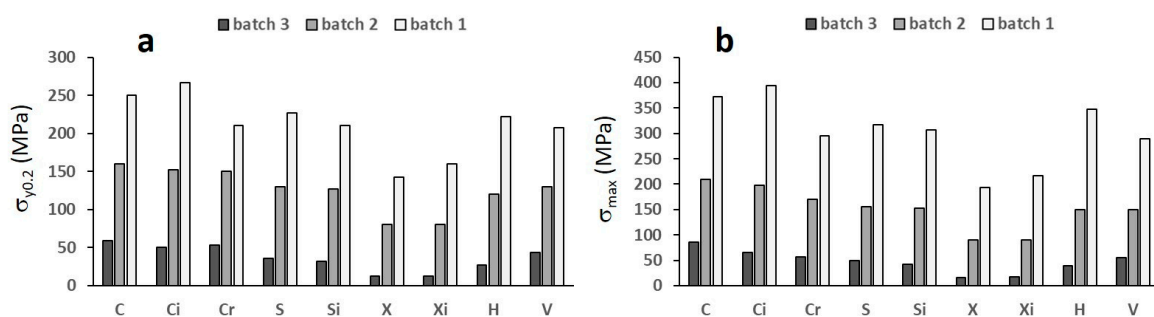 batch 3 batch 2 batch 1
a
300
250
200
150
100
50
0
σy0.2 (MPa)
C Ci Cr S Si X Xi H V
batch 3 batch 2 batch 1
b
450
400
350
300
250
200
150
100
50
0
σmax (MPa)
C Ci Cr S Si X Xi H V